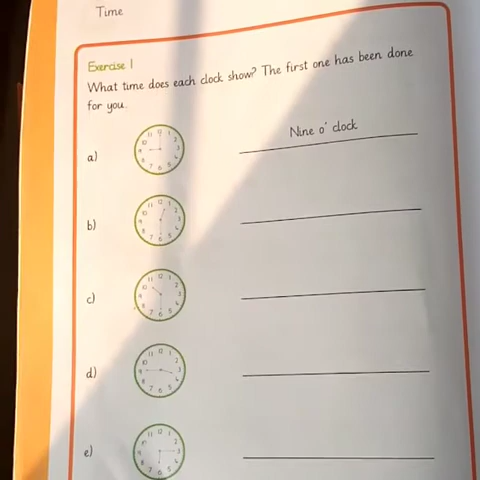 Time
Exercise 1
What time does each clock show? The first one has been done
for you.
a)
Nine o' clock
b)
c)
d)
e)